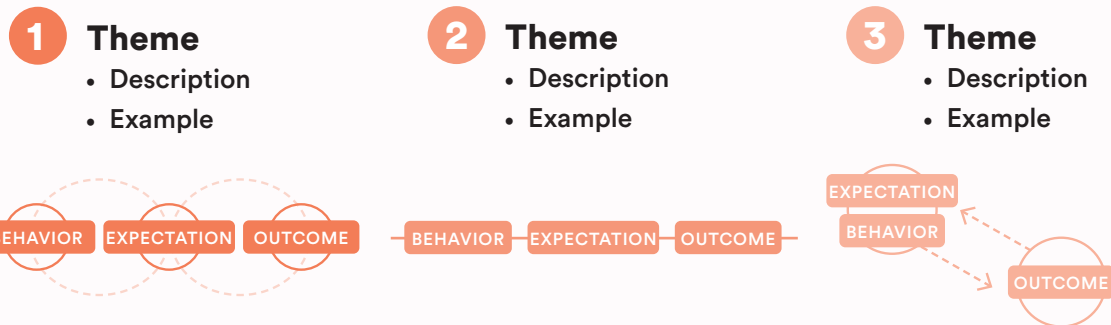 1 Theme
• Description
• Example
EHAVIOR EXPECTATION OUTCOME
2 Theme
• Description
• Example
BEHAVIOR EXPECTATION OUTCOME
3 Theme
• Description
• Example
EXPECTATION
BEHAVIOR
OUTCOME